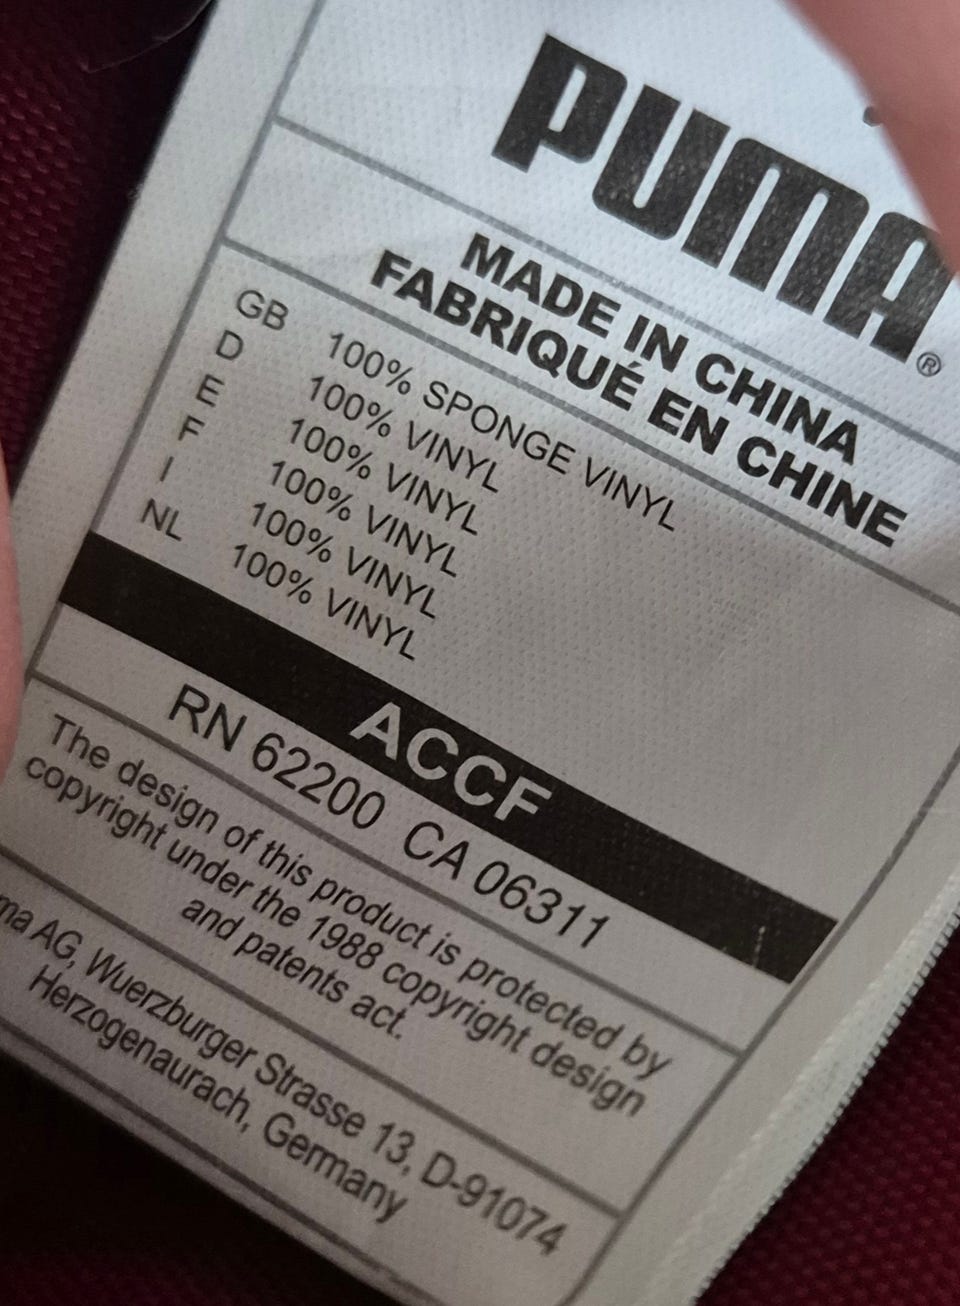 PUMA®
MADE IN CHINA
FABRIQUÉ EN CHINE
GB 100% SPONGE VINYL
D 100% VINYL
E 100% VINYL
F 100% VINYL
I 100% VINYL
NL 100% VINYL
ACCF
RN 62200 CA 06311
The design of this product is protected by
copyright under the 1988 copyright design
and patents act.
ma AG, Wuerzburger Strasse 13, D-91074
Herzogenaurach, Germany